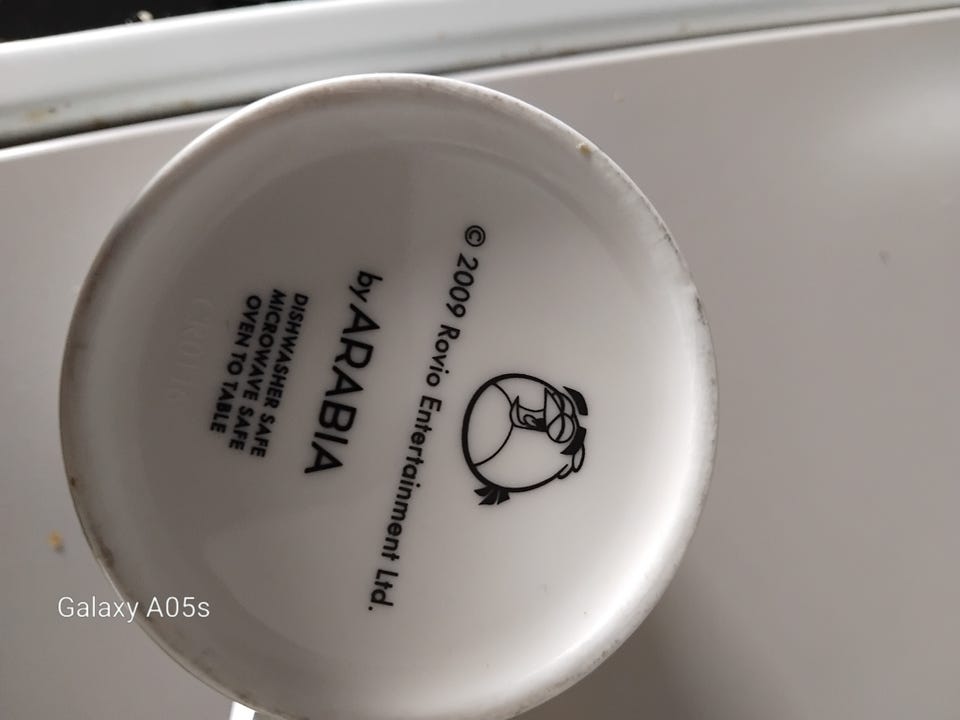 © 2009 Rovio Entertainment Ltd.
by ARABIA
DISHWASHER SAFE
MICROWAVE SAFE
OVEN TO TABLE
Galaxy A05s